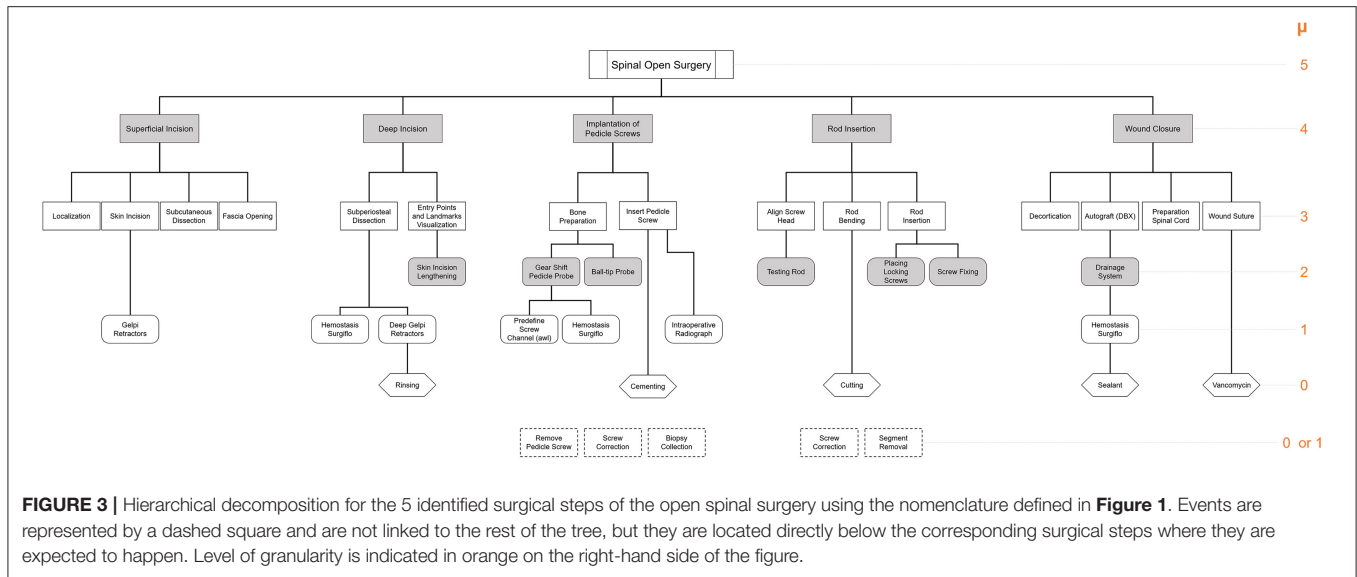 µ
Spinal Open Surgery
5
Superficial Incision
Deep Incision
Implantation of
Pedicle Screws
Rod Insertion
Wound Closure
4
Localization
Skin Incision
Subcutaneous
Dissection
Fascia Opening
Subperiosteal
Dissection
Entry Points
and Landmarks
Visualization
Bone
Preparation
Insert Pedicle
Screw
Align Screw
Head
Rod
Bending
Rod
Insertion
Decortication
Autograft (DBX)
Preparation
Spinal Cord
Wound Suture
3
Skin Incision
Lengthening
Gear Shift
Pedicle Probe
Ball-tip Probe
Testing Rod
Placing
Locking
Screws
Screw Fixing
Drainage
System
2
Gelpi
Retractors
Hemostasis
Surgiflo
Deep Gelpi
Retractors
Predefine
Screw
Channel (awl)
Hemostasis
Surgiflo
Intraoperative
Radiograph
Hemostasis
Surgiflo
1
Rinsing
Cementing
Cutting
Sealant
Vancomycin
0
Remove
Pedicle Screw
Screw
Correction
Biopsy
Collection
Screw
Correction
Segment
Removal
0 or 1
FIGURE 3 | Hierarchical decomposition for the 5 identified surgical steps of the open spinal surgery using the nomenclature defined in Figure 1. Events are
represented by a dashed square and are not linked to the rest of the tree, but they are located directly below the corresponding surgical steps where they are
expected to happen. Level of granularity is indicated in orange on the right-hand side of the figure.